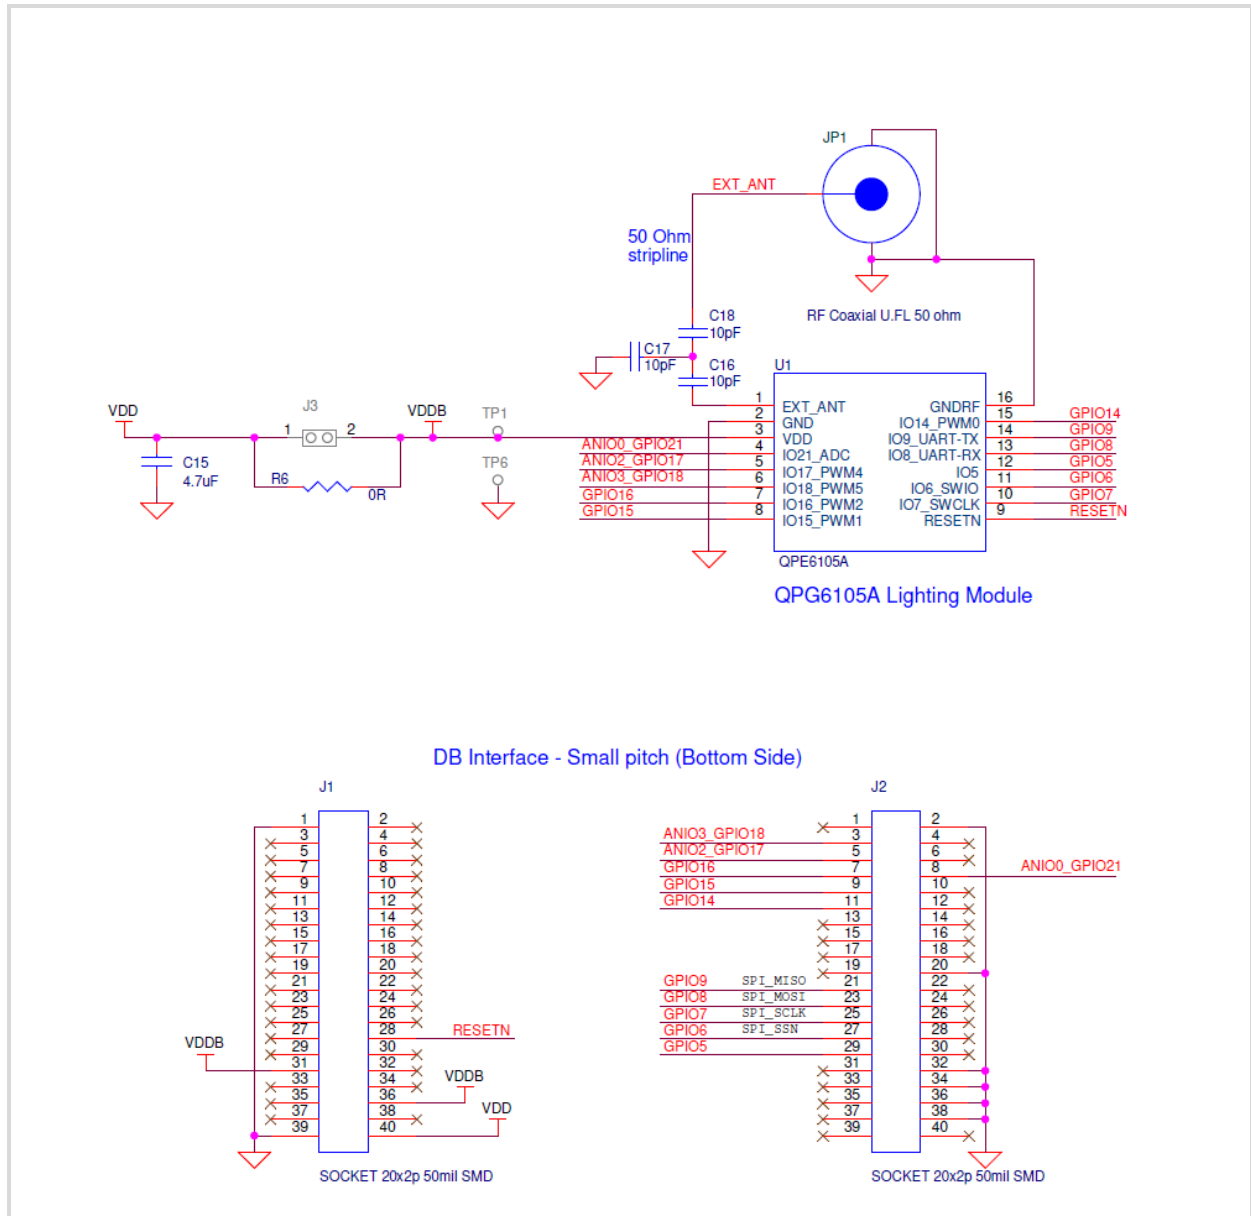 JP1
EXT_ANT
50 Ohm
stripline
RF Coaxial U.FL 50 ohm
C18
10pF
C17
10pF
C16
10pF
U1
VDD
J3
1
2
VDDB
TP1
C15
4.7uF
R6
0R
TP6
1 EXT_ANT
2 GND
3 VDD
ANIO0_GPIO21 4 IO21_ADC
ANIO2_GPIO17 5 IO17_PWM4
ANIO3_GPIO18 6 IO18_PWM5
GPIO16 7 IO16_PWM2
GPIO15 8 IO15_PWM1
GNDRF 16
IO14_PWM0 15 GPIO14
IO9_UART-TX 14 GPIO9
IO8_UART-RX 13 GPIO8
IO5 12 GPIO5
IO6_SWIO 11 GPIO6
IO7_SWCLK 10 GPIO7
RESETN 9 RESETN
QPE6105A
QPG6105A Lighting Module
DB Interface - Small pitch (Bottom Side)
J1
1 2
3 4
5 6
7 8
9 10
11 12
13 14
15 16
17 18
19 20
21 22
23 24
25 26
27 28 RESETN
29 30
VDDB 31 32
33 34
35 36 VDDB
37 38
39 40 VDD
SOCKET 20x2p 50mil SMD
J2
1 2
ANIO3_GPIO18 3 4
ANIO2_GPIO17 5 6
GPIO16 7 8 ANIO0_GPIO21
GPIO15 9 10
GPIO14 11 12
13 14
15 16
17 18
19 20
GPIO9 SPI_MISO 21 22
GPIO8 SPI_MOSI 23 24
GPIO7 SPI_SCLK 25 26
GPIO6 SPI_SSN 27 28
GPIO5 29 30
31 32
33 34
35 36
37 38
39 40
SOCKET 20x2p 50mil SMD